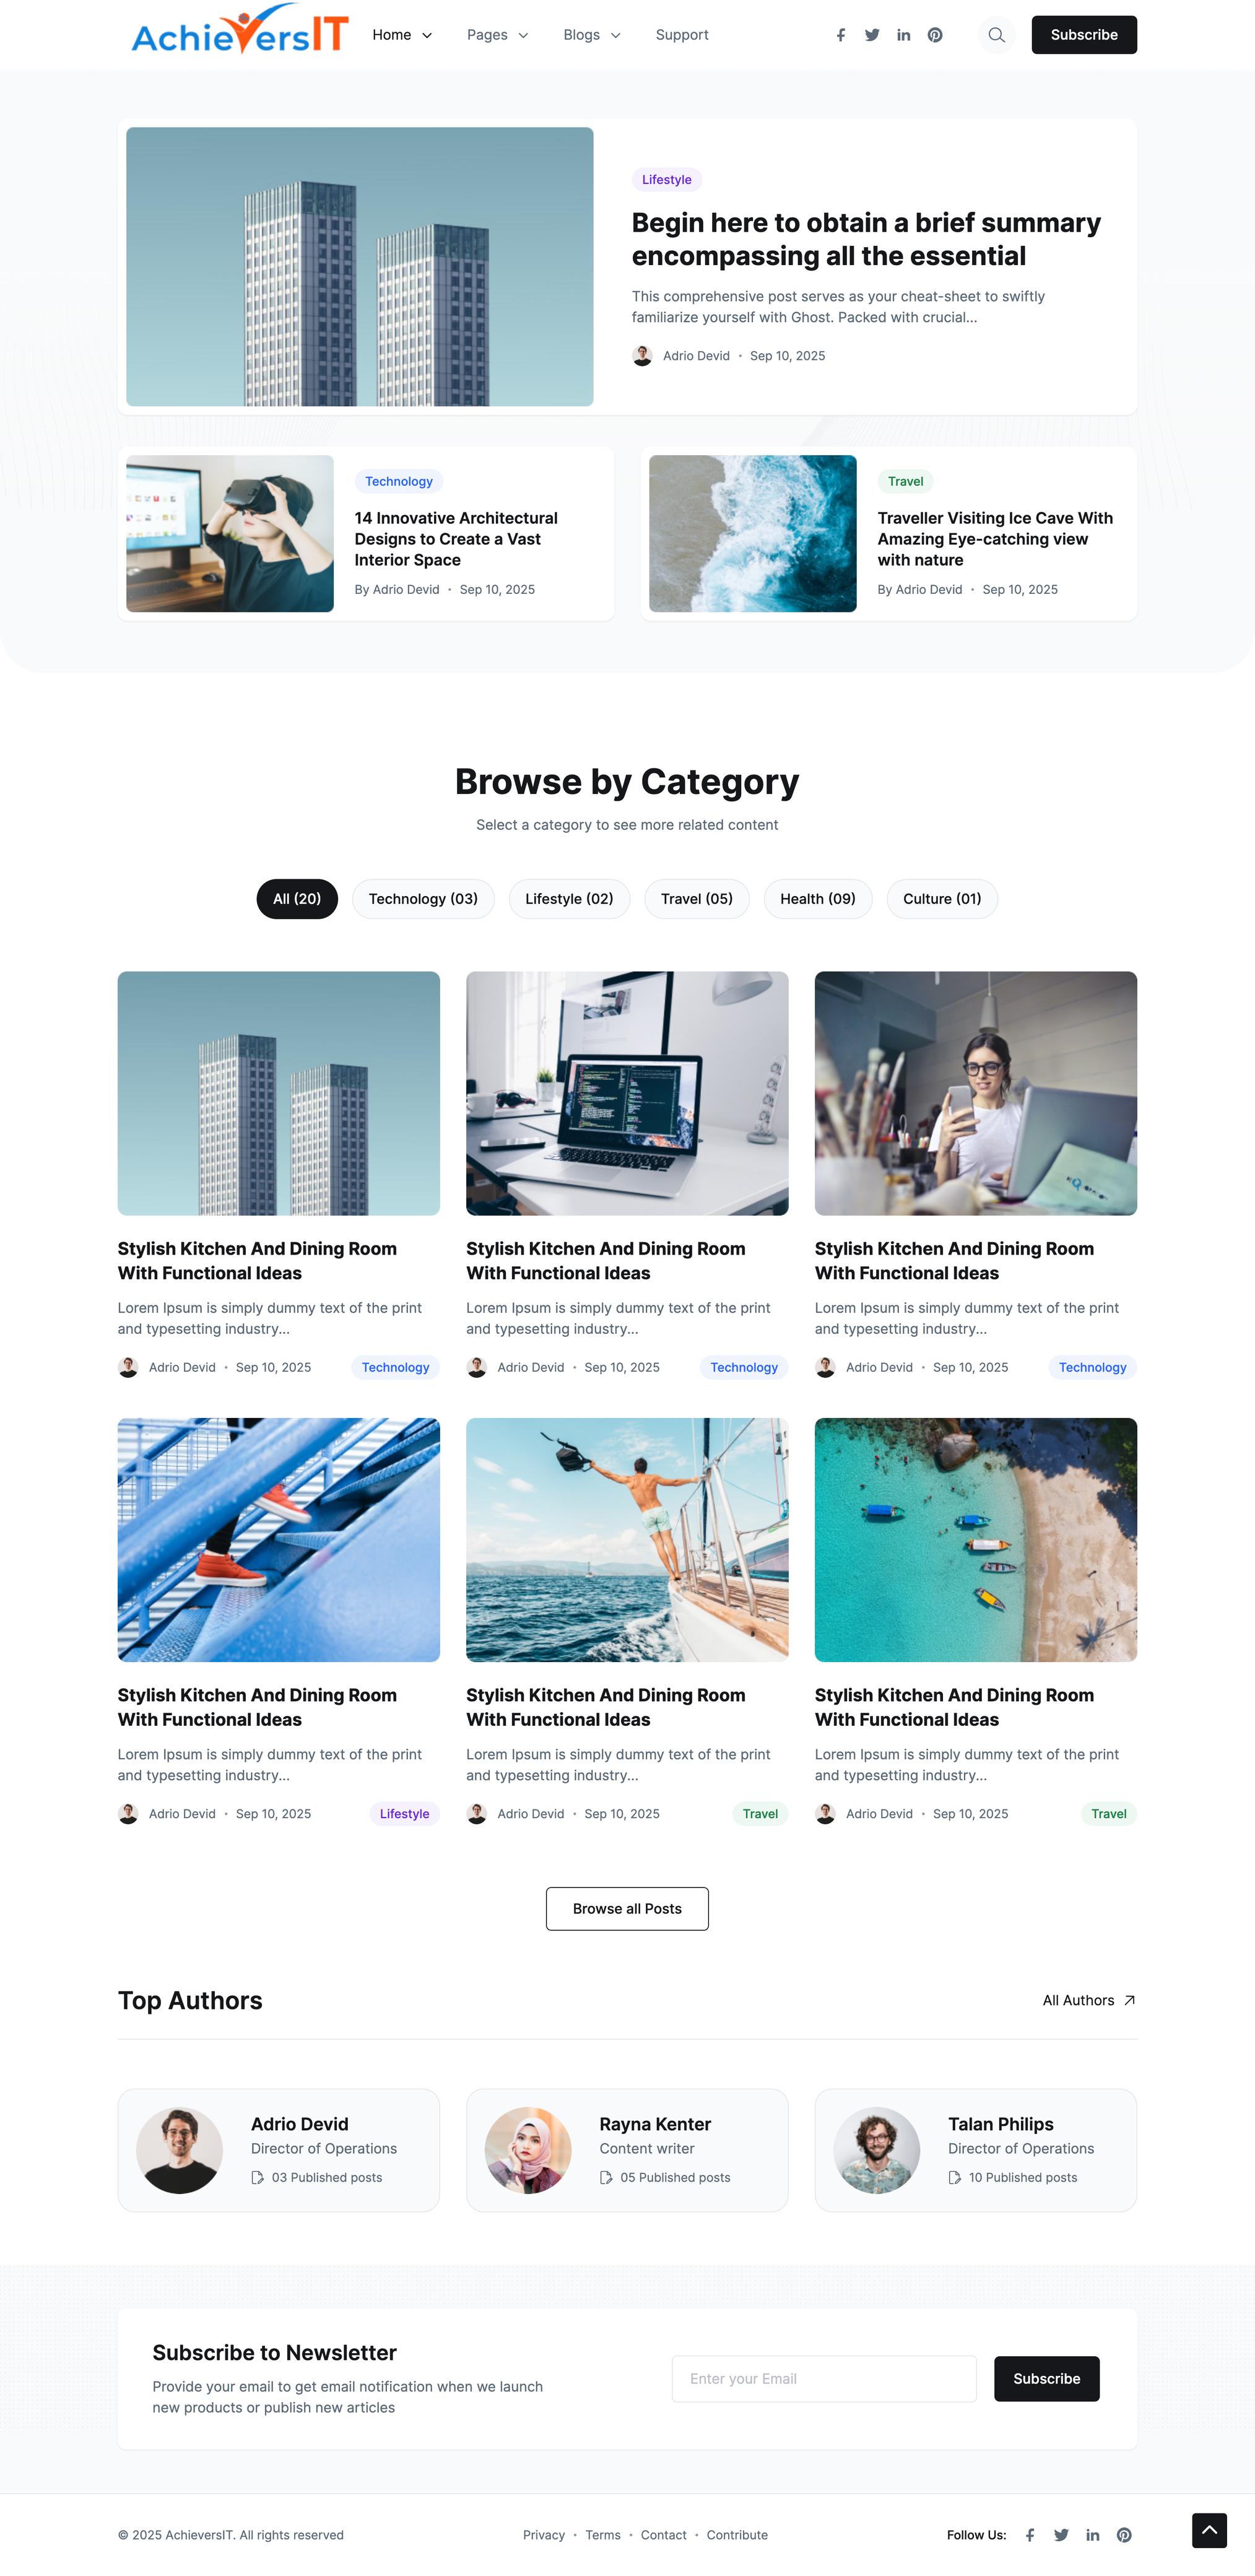 AchieversIT
Home
Pages
Blogs
Support
Subscribe
Lifestyle
Begin here to obtain a brief summary
encompassing all the essential
This comprehensive post serves as your cheat-sheet to swiftly
familiarize yourself with Ghost. Packed with crucial...
Adrio Devid • Sep 10, 2025
Technology
14 Innovative Architectural
Designs to Create a Vast
Interior Space
By Adrio Devid • Sep 10, 2025
Travel
Traveller Visiting Ice Cave With
Amazing Eye-catching view
with nature
By Adrio Devid • Sep 10, 2025
Browse by Category
Select a category to see more related content
All (20)
Technology (03)
Lifestyle (02)
Travel (05)
Health (09)
Culture (01)
Stylish Kitchen And Dining Room
With Functional Ideas
Lorem Ipsum is simply dummy text of the print
and typesetting industry...
Adrio Devid • Sep 10, 2025
Technology
Stylish Kitchen And Dining Room
With Functional Ideas
Lorem Ipsum is simply dummy text of the print
and typesetting industry...
Adrio Devid • Sep 10, 2025
Technology
Stylish Kitchen And Dining Room
With Functional Ideas
Lorem Ipsum is simply dummy text of the print
and typesetting industry...
Adrio Devid • Sep 10, 2025
Technology
Stylish Kitchen And Dining Room
With Functional Ideas
Lorem Ipsum is simply dummy text of the print
and typesetting industry...
Adrio Devid • Sep 10, 2025
Lifestyle
Stylish Kitchen And Dining Room
With Functional Ideas
Lorem Ipsum is simply dummy text of the print
and typesetting industry...
Adrio Devid • Sep 10, 2025
Travel
Stylish Kitchen And Dining Room
With Functional Ideas
Lorem Ipsum is simply dummy text of the print
and typesetting industry...
Adrio Devid • Sep 10, 2025
Travel
Browse all Posts
Top Authors
All Authors
Adrio Devid
Director of Operations
03 Published posts
Rayna Kenter
Content writer
05 Published posts
Talan Philips
Director of Operations
10 Published posts
Subscribe to Newsletter
Provide your email to get email notification when we launch
new products or publish new articles
Enter your Email
Subscribe
© 2025 AchieversIT. All rights reserved
Privacy • Terms • Contact • Contribute
Follow Us: